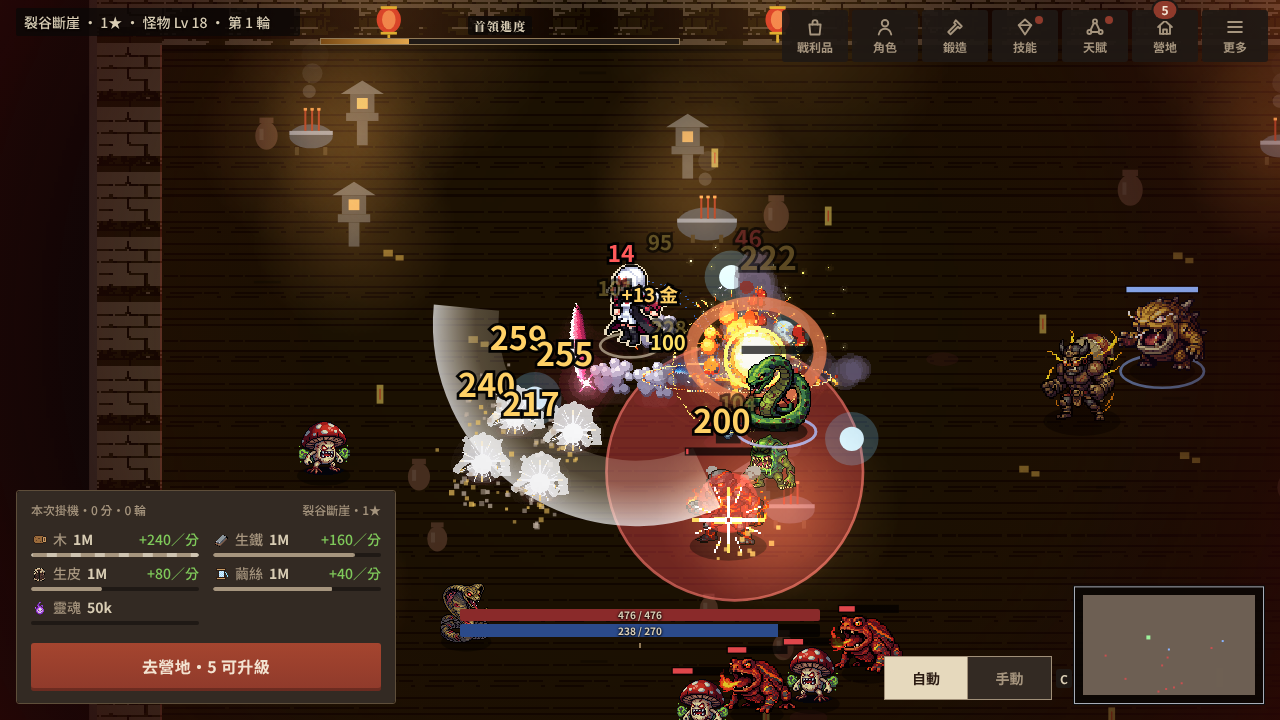 裂谷斷崖 · 1★ · 怪物 Lv 18 · 第 1 輪
首領進度
戰利品
角色
鍛造
技能
天賦
5
營地
更多
14
95
46
222
+13 金
100
259
255
240
217
104
200
本次掛機 · 0 分 · 0 輪
裂谷斷崖 · 1★
木 1M +240／分
生鐵 1M +160／分
生皮 1M +80／分
繭絲 1M +40／分
靈魂 50k
去營地 · 5 可升級
476 / 476
238 / 270
自動
手動
C